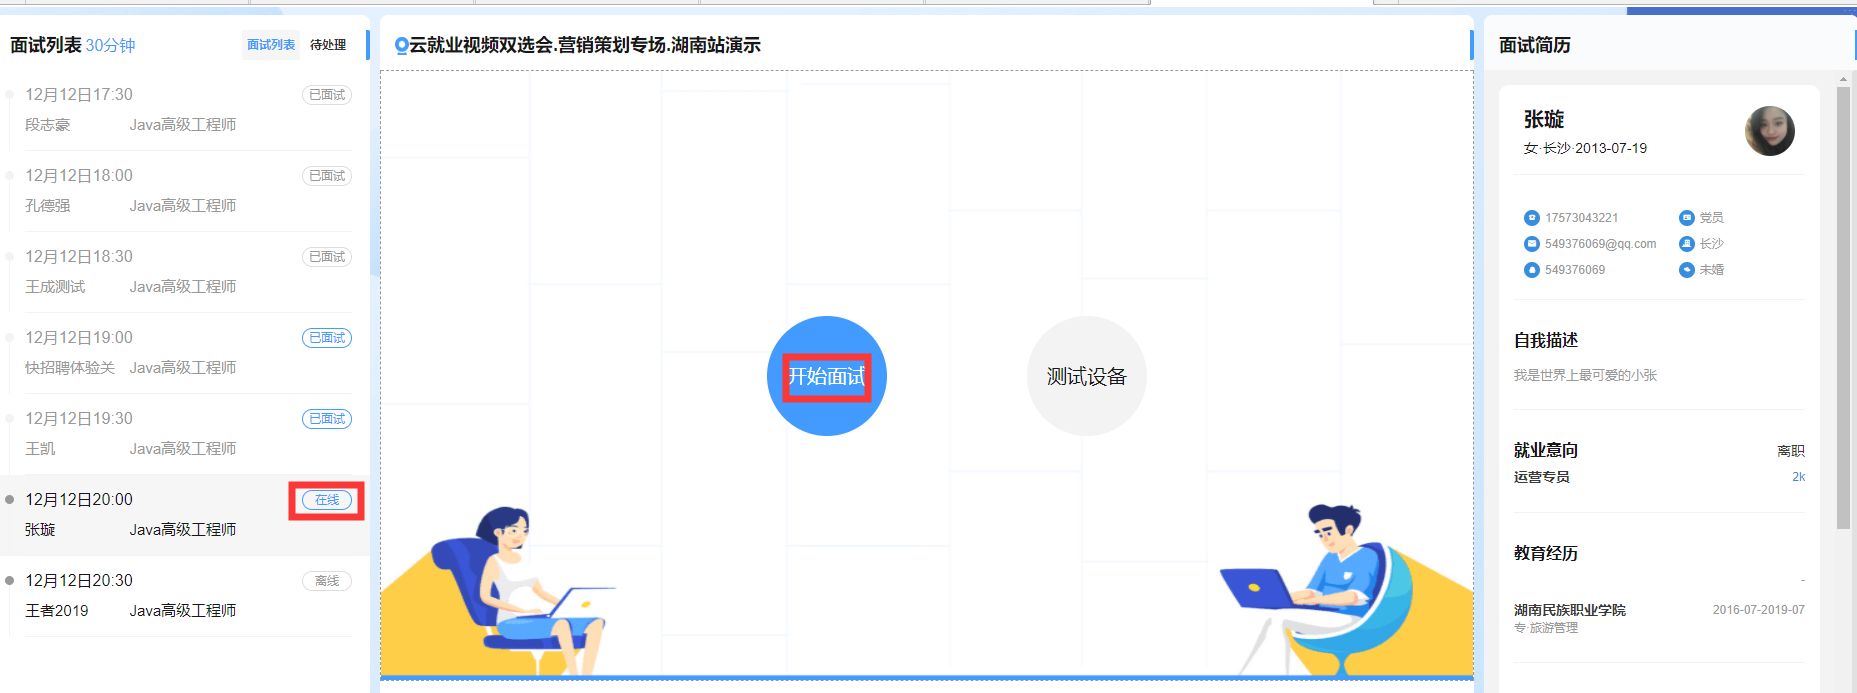 面试列表 30分钟
面试列表 待处理
12月12日17:30 已面试
段志豪 Java高级工程师
12月12日18:00 已面试
孔德强 Java高级工程师
12月12日18:30 已面试
王成测试 Java高级工程师
12月12日19:00 已面试
快招聘体验关 Java高级工程师
12月12日19:30 已面试
王凯 Java高级工程师
12月12日20:00 在线
张璇 Java高级工程师
12月12日20:30 离线
王者2019 Java高级工程师
云就业视频双选会.营销策划专场.湖南站演示
开始面试
测试设备
面试简历
张璇
女·长沙·2013-07-19
17573043221 党员
549376069@qq.com 长沙
549376069 未婚
自我描述
我是世界上最可爱的小张
就业意向 离职
运营专员 2k
教育经历
-
湖南民族职业学院 2016-07-2019-07
专·旅游管理